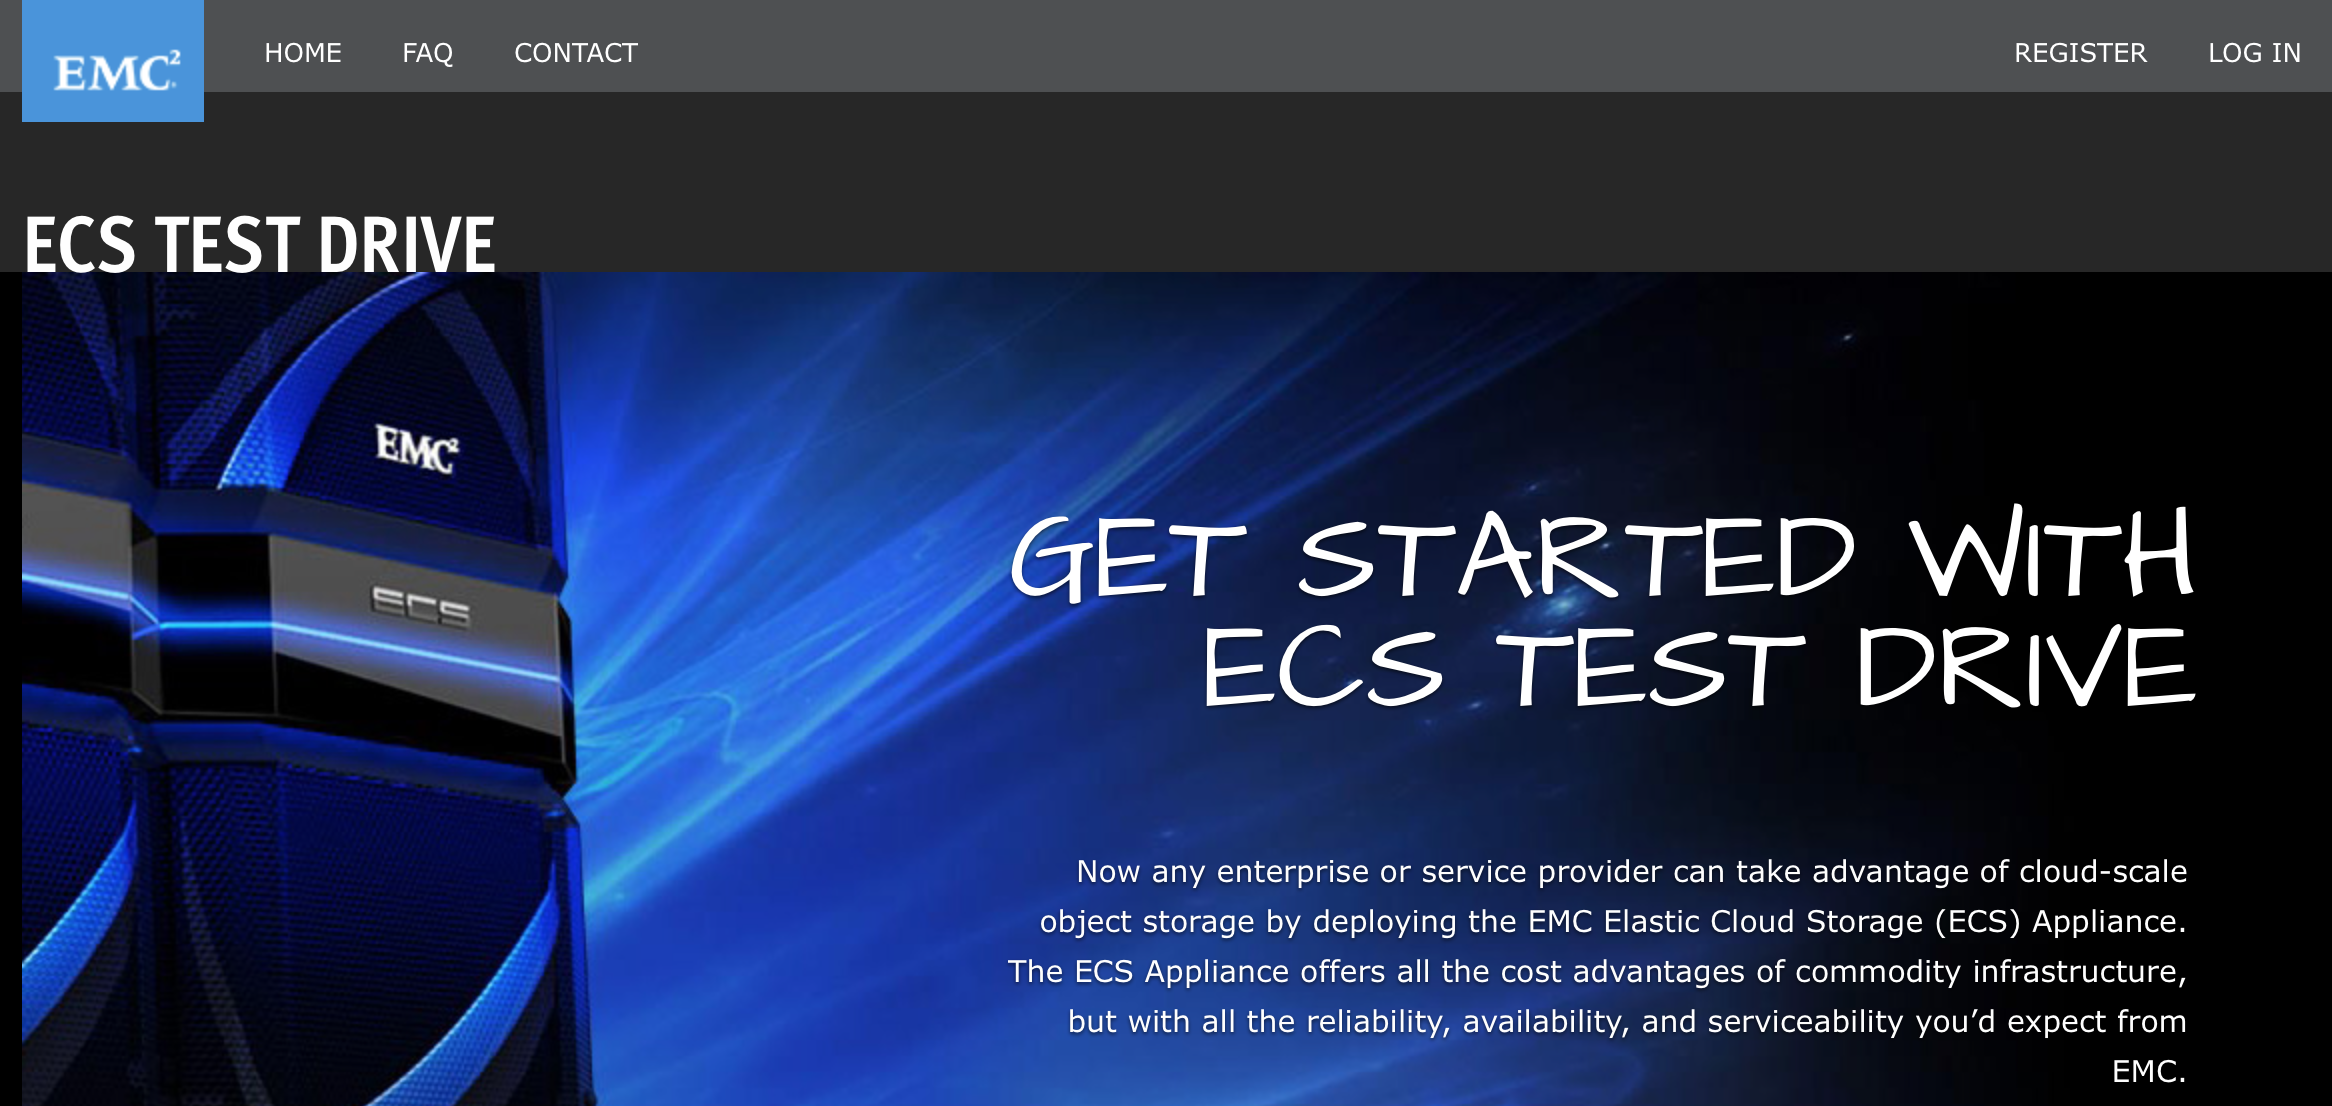 EMC²
HOME FAQ CONTACT REGISTER LOG IN
ECS TEST DRIVE
EMC²
ECS
GET STARTED WITH
ECS TEST DRIVE
Now any enterprise or service provider can take advantage of cloud-scale
object storage by deploying the EMC Elastic Cloud Storage (ECS) Appliance.
The ECS Appliance offers all the cost advantages of commodity infrastructure,
but with all the reliability, availability, and serviceability you’d expect from
EMC.